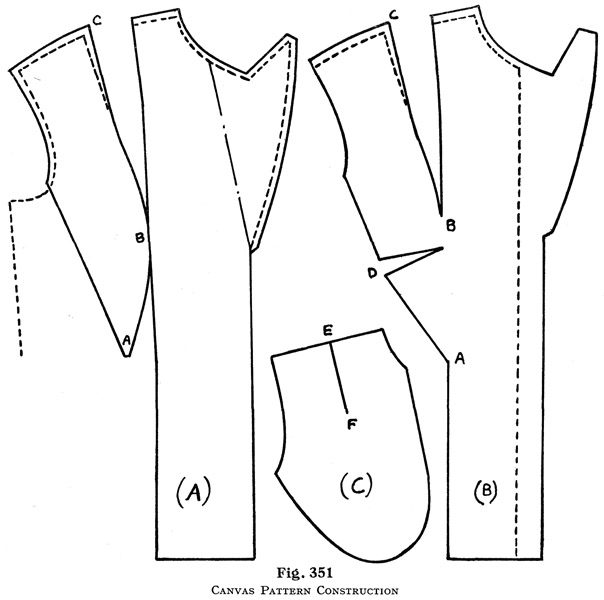 C
C
B
B
A
D
A
E
F
(A)
(C)
(B)
Fig. 351
CANVAS PATTERN CONSTRUCTION